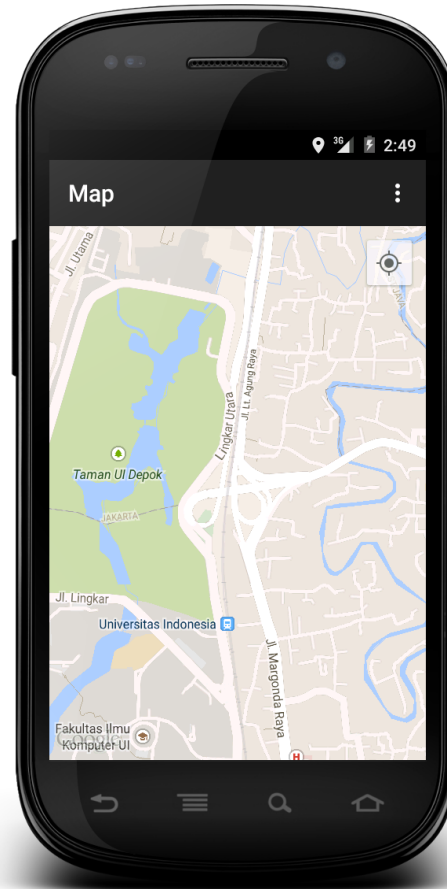 3G
2:49
Map
Jl. Utama
JAVA
Jl. Lt. Agung Raya
Lingkar Utara
Taman UI Depok
JAKARTA
Jl. Lingkar
Universitas Indonesia
Jl. Margonda Raya
Fakultas Ilmu
Komputer UI
Google
H